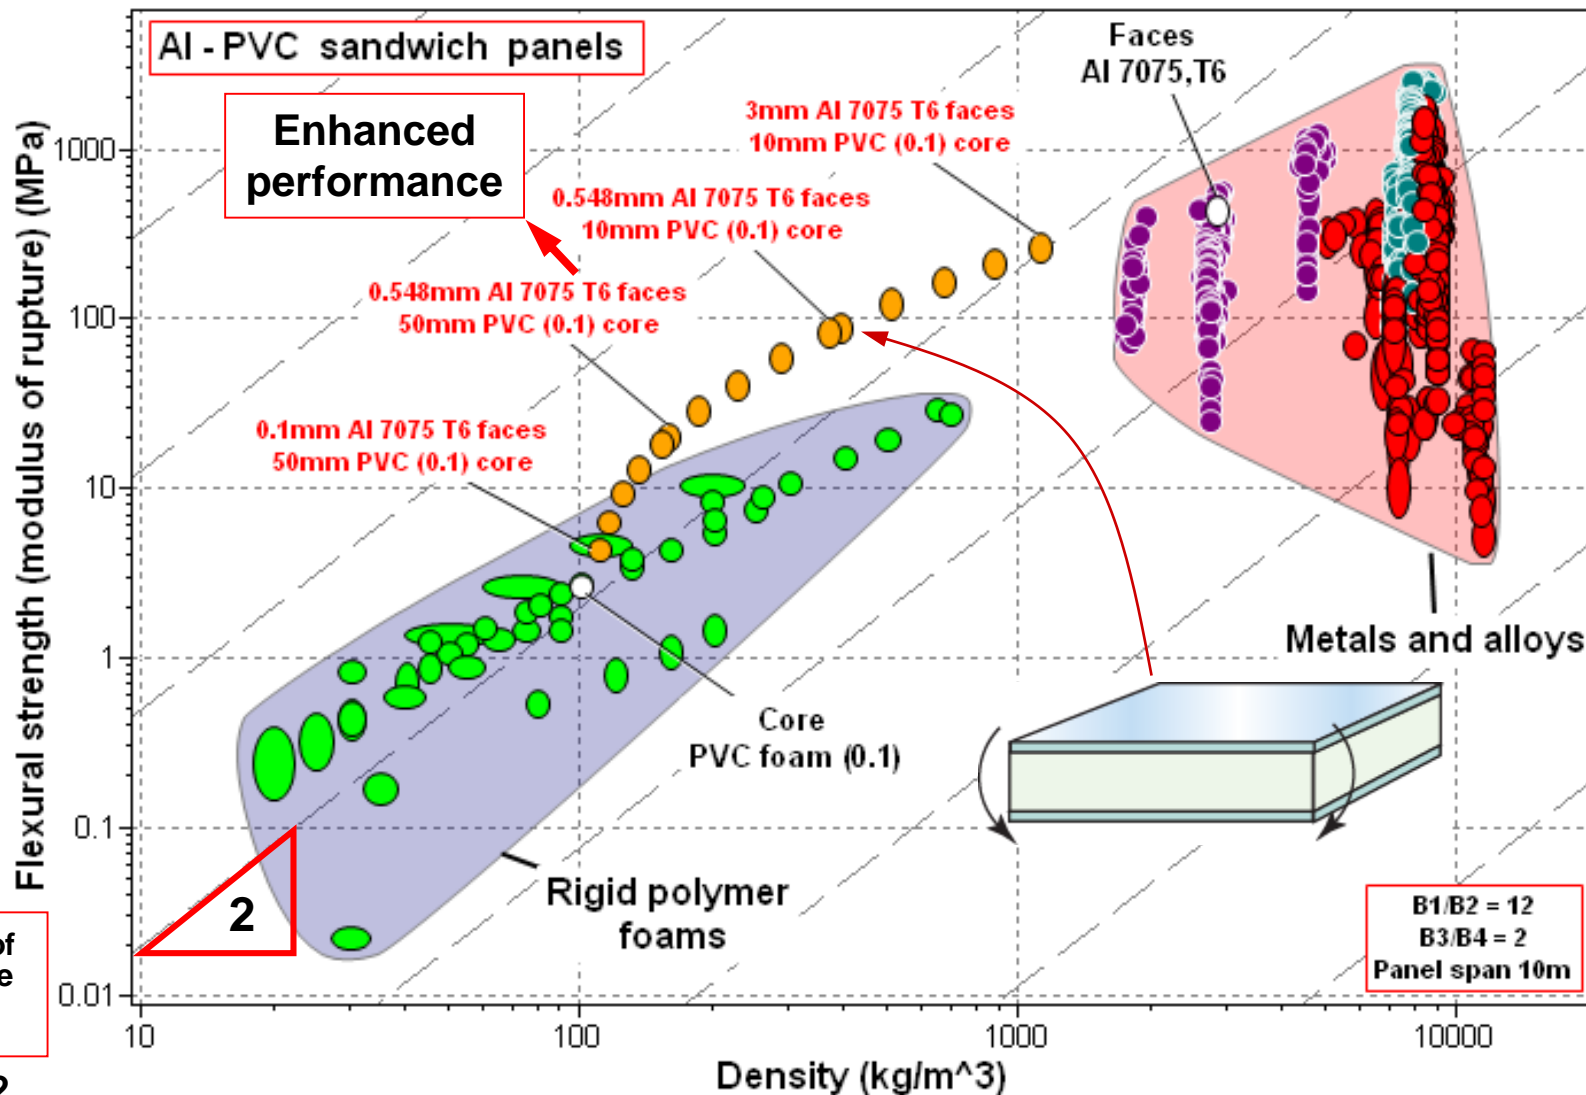 Al - PVC sandwich panels
Enhanced
performance
Faces
Al 7075,T6
3mm Al 7075 T6 faces
10mm PVC (0.1) core
0.548mm Al 7075 T6 faces
10mm PVC (0.1) core
0.548mm Al 7075 T6 faces
50mm PVC (0.1) core
0.1mm Al 7075 T6 faces
50mm PVC (0.1) core
Flexural strength (modulus of rupture) (MPa)
1000
100
10
1
0.1
0.01
Metals and alloys
Core
PVC foam (0.1)
Rigid polymer
foams
2
B1/B2 = 12
B3/B4 = 2
Panel span 10m
of
e
2
10
100
1000
10000
Density (kg/m^3)